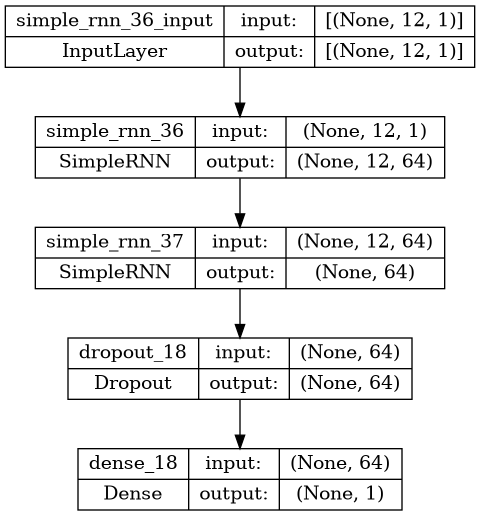 simple_rnn_36_input input: [(None, 12, 1)]
InputLayer output: [(None, 12, 1)]
simple_rnn_36 input: (None, 12, 1)
SimpleRNN output: (None, 12, 64)
simple_rnn_37 input: (None, 12, 64)
SimpleRNN output: (None, 64)
dropout_18 input: (None, 64)
Dropout output: (None, 64)
dense_18 input: (None, 64)
Dense output: (None, 1)